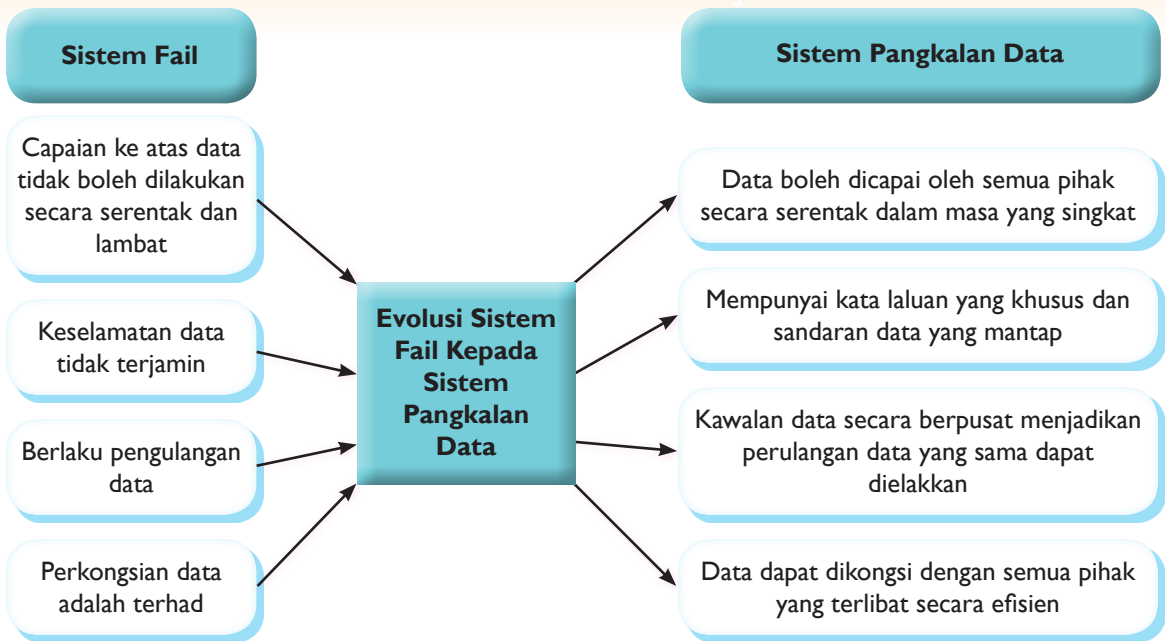 Sistem Fail
Capaian ke atas data
tidak boleh dilakukan
secara serentak dan
lambat
Keselamatan data
tidak terjamin
Berlaku pengulangan
data
Perkongsian data
adalah terhad
Evolusi Sistem
Fail Kepada
Sistem
Pangkalan
Data
Sistem Pangkalan Data
Data boleh dicapai oleh semua pihak
secara serentak dalam masa yang singkat
Mempunyai kata laluan yang khusus dan
sandaran data yang mantap
Kawalan data secara berpusat menjadikan
perulangan data yang sama dapat
dielakkan
Data dapat dikongsi dengan semua pihak
yang terlibat secara efisien